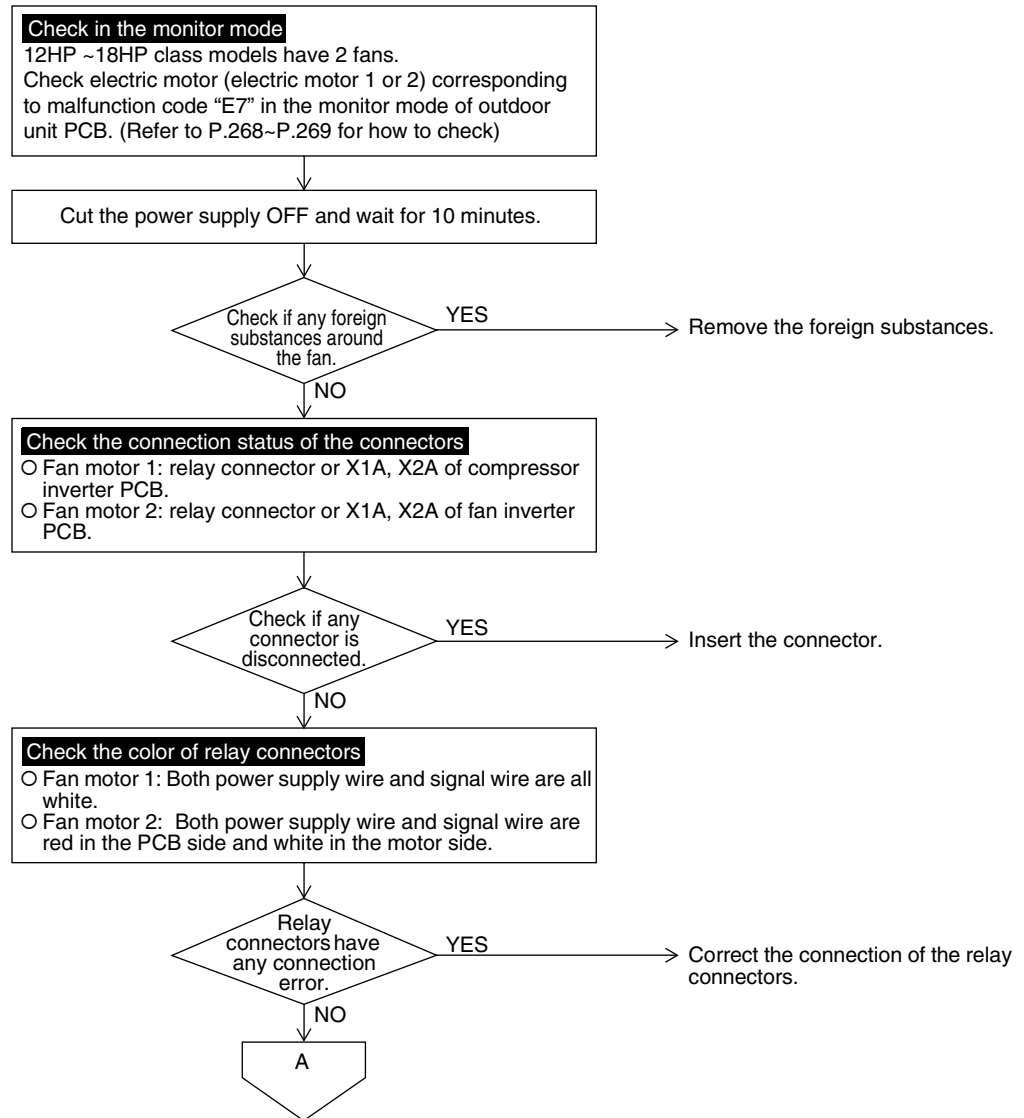 Check in the monitor mode
12HP ~18HP class models have 2 fans.
Check electric motor (electric motor 1 or 2) corresponding
to malfunction code “E7” in the monitor mode of outdoor
unit PCB. (Refer to P.268~P.269 for how to check)
Cut the power supply OFF and wait for 10 minutes.
Check if any foreign
substances around
the fan.
YES
Remove the foreign substances.
NO
Check the connection status of the connectors
○ Fan motor 1: relay connector or X1A, X2A of compressor
inverter PCB.
○ Fan motor 2: relay connector or X1A, X2A of fan inverter
PCB.
Check if any
connector is
disconnected.
YES
Insert the connector.
NO
Check the color of relay connectors
○ Fan motor 1: Both power supply wire and signal wire are all
white.
○ Fan motor 2: Both power supply wire and signal wire are
red in the PCB side and white in the motor side.
Relay
connectors have
any connection
error.
YES
Correct the connection of the relay
connectors.
NO
A